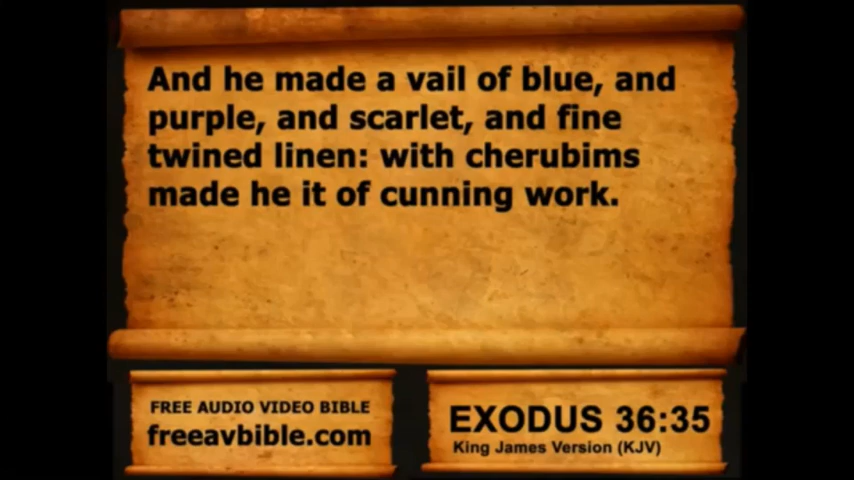 And he made a vail of blue, and
purple, and scarlet, and fine
twined linen: with cherubims
made he it of cunning work.
FREE AUDIO VIDEO BIBLE
freeavbible.com
EXODUS 36:35
King James Version (KJV)